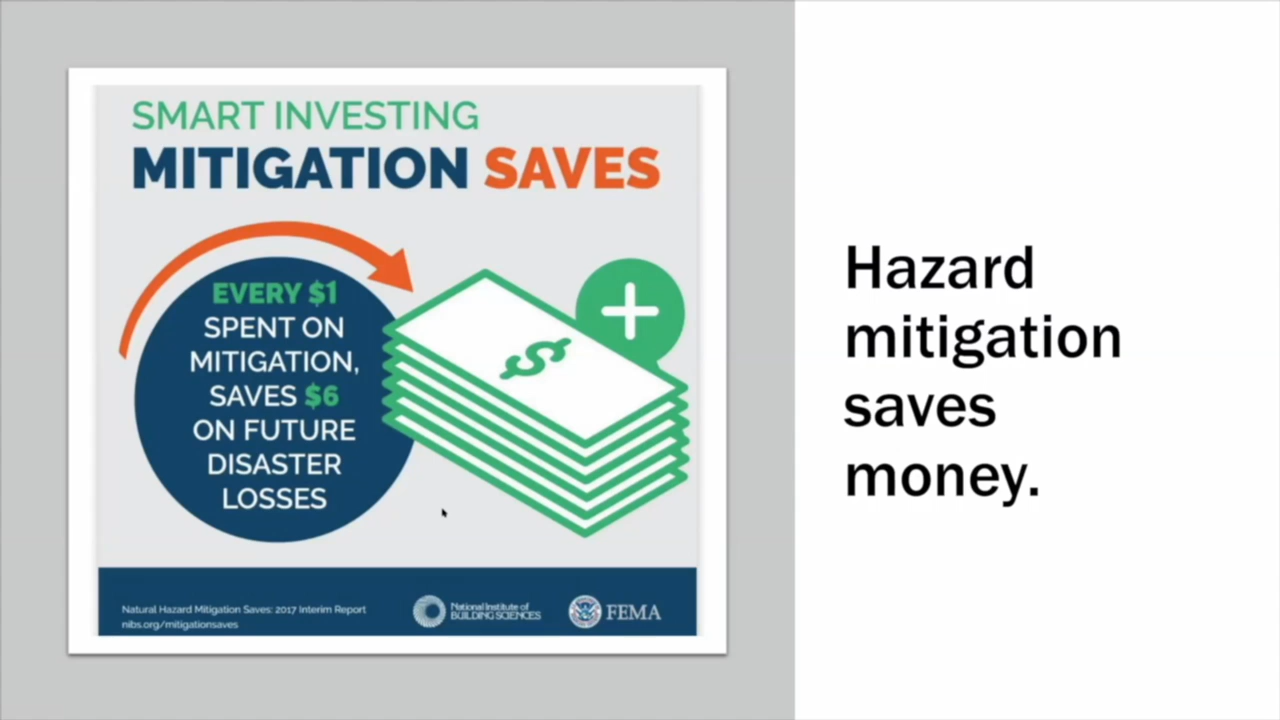 SMART INVESTING
MITIGATION SAVES
EVERY $1
SPENT ON
MITIGATION,
SAVES $6
ON FUTURE
DISASTER
LOSSES
$
Natural Hazard Mitigation Saves: 2017 Interim Report
nibs.org/mitigationsaves
National Institute of
BUILDING SCIENCES
FEMA
Hazard
mitigation
saves
money.